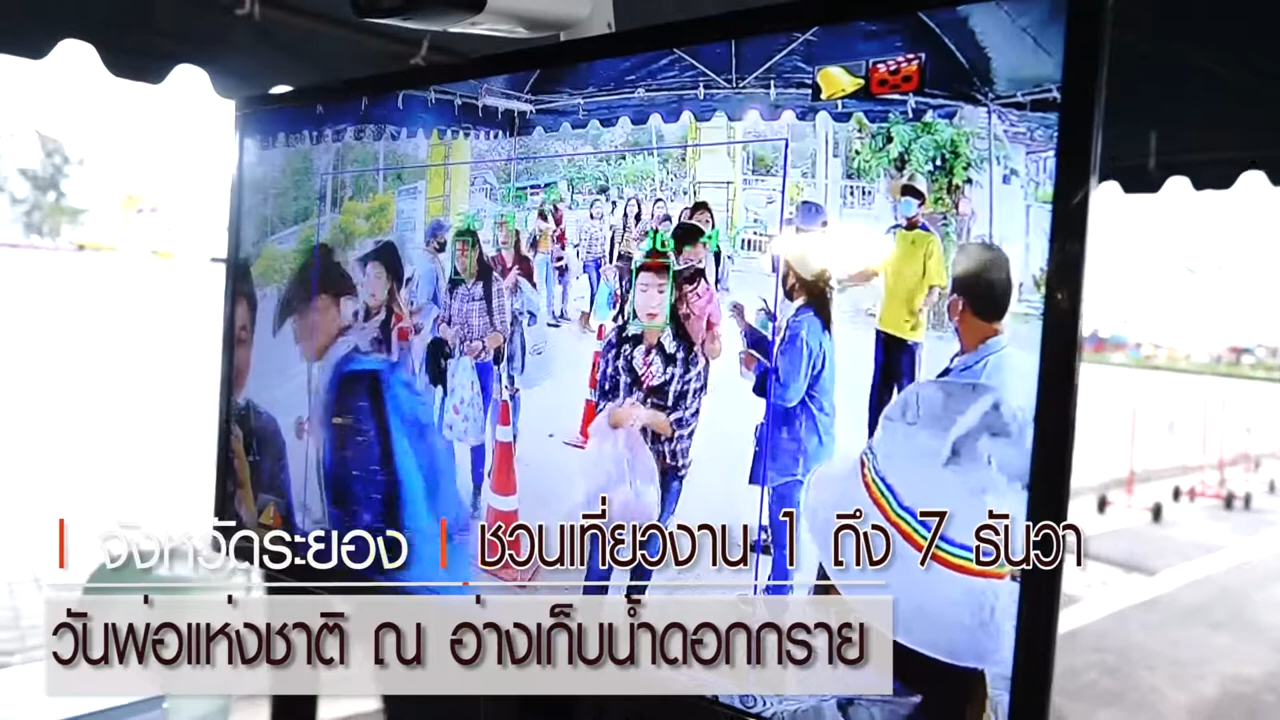 | จังหวัดระยอง | ชวนเที่ยวงาน 1 ถึง 7 ธันวา
วันพ่อแห่งชาติ ณ อ่างเก็บน้ำดอกกราย